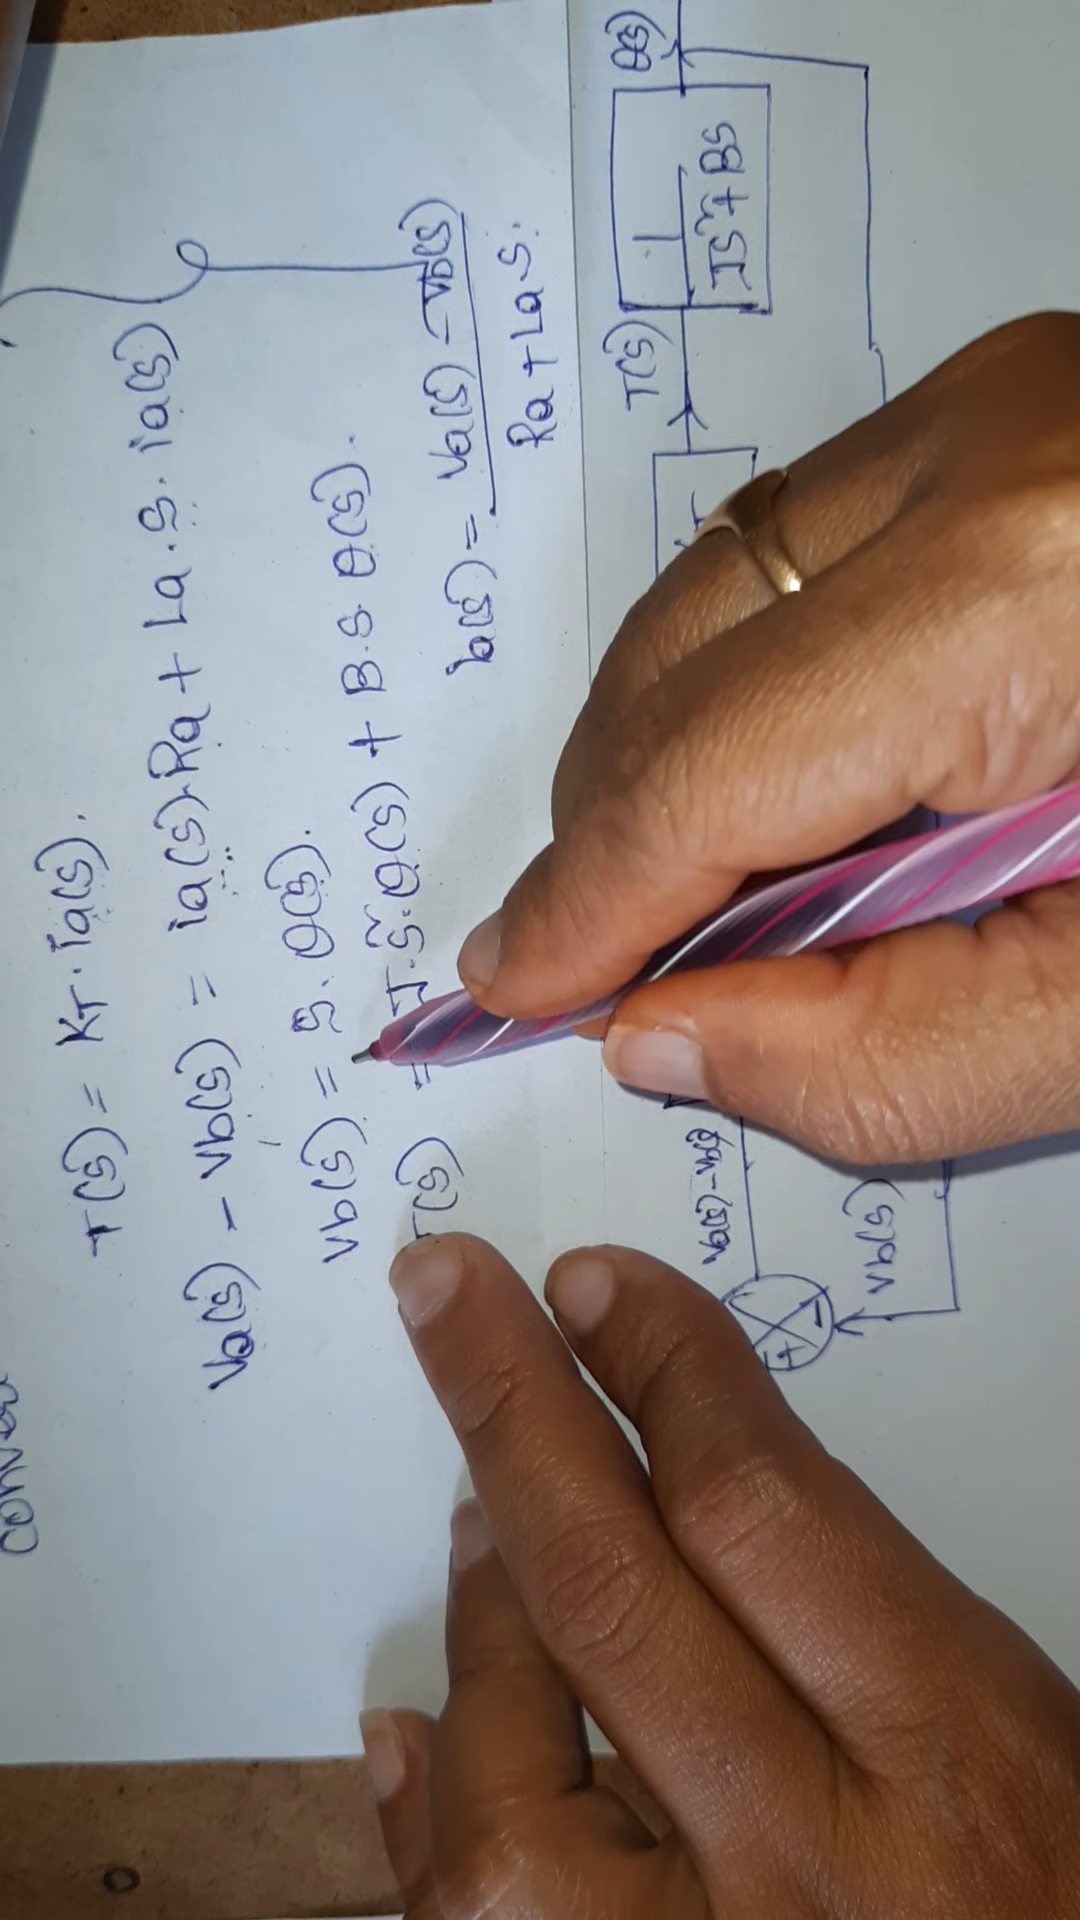 T(s) = KT . ia(s).
Va(s) - Vb(s) = ia(s).Ra + La . S . ia(s)
Vb(s) = S . θ(s).
T(s) = J.S².θ(s) + B.S θ(s).
Va(s) - Vb(s)
Ia(s) =
Ra + La.S.
+
-
Va(s)-Vb(s)
T(s)
1
JS²+BS
θ(s)
Vb(s)